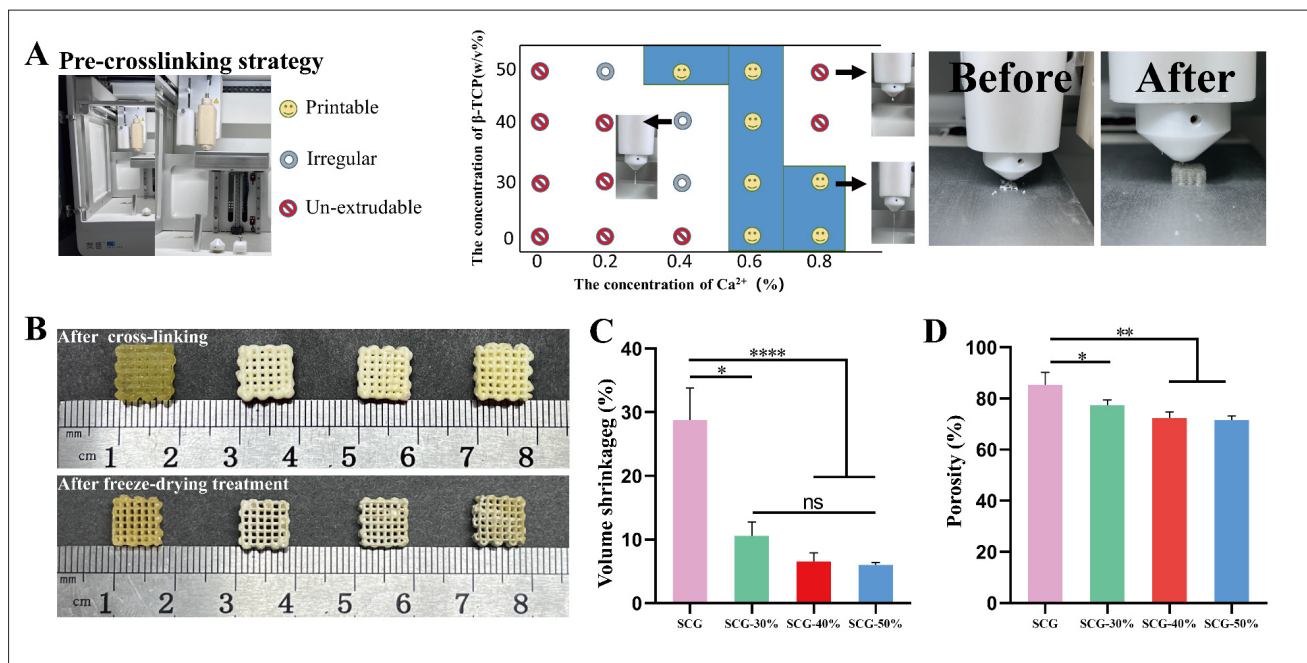 A
Pre-crosslinking strategy
Printable
Irregular
Un-extrudable
The concentration of β-TCP(w/v%)
50
40
30
0
0 0.2 0.4 0.6 0.8
The concentration of Ca²⁺ (%)
Before
After
B
After cross-linking
mm
cm 1 2 3 4 5 6 7 8
After freeze-drying treatment
mm
cm 1 2 3 4 5 6 7 8
C
Volume shrinkageg (%)
40
30
20
10
0
****
*
ns
SCG SCG-30% SCG-40% SCG-50%
D
Porosity (%)
100
80
60
40
20
0
**
*
SCG SCG-30% SCG-40% SCG-50%